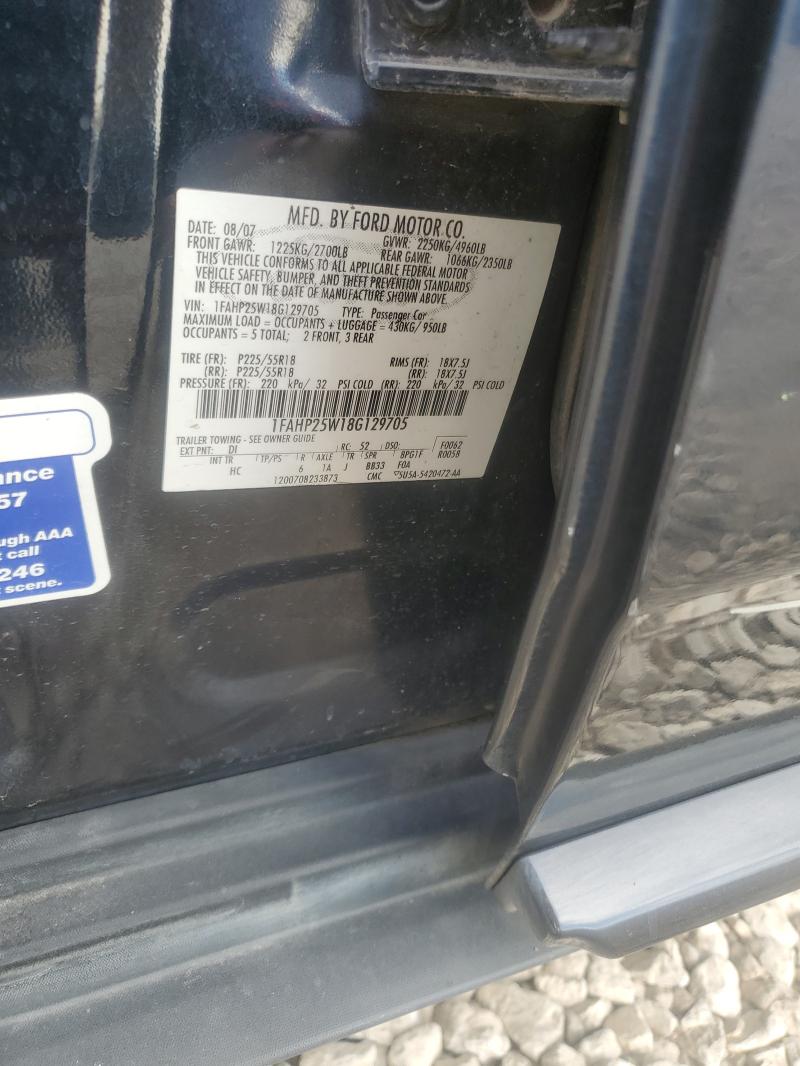 MFD. BY FORD MOTOR CO.
DATE: 08/07 GVWR: 2250KG/4960LB
FRONT GAWR: 1225KG/2700LB REAR GAWR: 1066KG/2350LB
THIS VEHICLE CONFORMS TO ALL APPLICABLE FEDERAL MOTOR
VEHICLE SAFETY, BUMPER, AND THEFT PREVENTION STANDARDS
IN EFFECT ON THE DATE OF MANUFACTURE SHOWN ABOVE.
VIN: 1FAHP25W18G129705 TYPE: Passenger Car
MAXIMUM LOAD = OCCUPANTS + LUGGAGE = 430KG/950LB
OCCUPANTS = 5 TOTAL; 2 FRONT, 3 REAR
TIRE (FR): P225/55R18 RIMS (FR): 18X7.5J
(RR): P225/55R18 (RR): 18X7.5J
PRESSURE (FR): 220 kPa/ 32 PSI COLD (RR): 220 kPa/ 32 PSI COLD
1FAHP25W18G129705
TRAILER TOWING - SEE OWNER GUIDE
EXT PNT: DI RC: 52 DSO: F0062
INT TR TP/PS R AXLE TR SPR BPG1F R0058
HC 6 1A J BB33 F0A
1200708233873 CMC 5U5A-5420472-AA
ance
57
ugh AAA
t call
246
t scene.